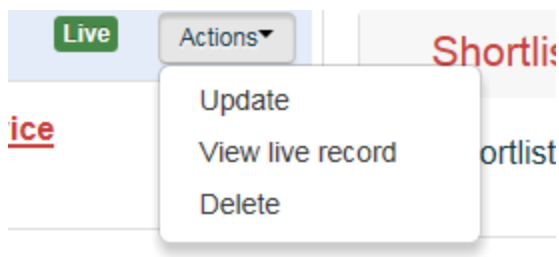 Live Actions
Shortlis
Update
ice
View live record
ortlist
Delete